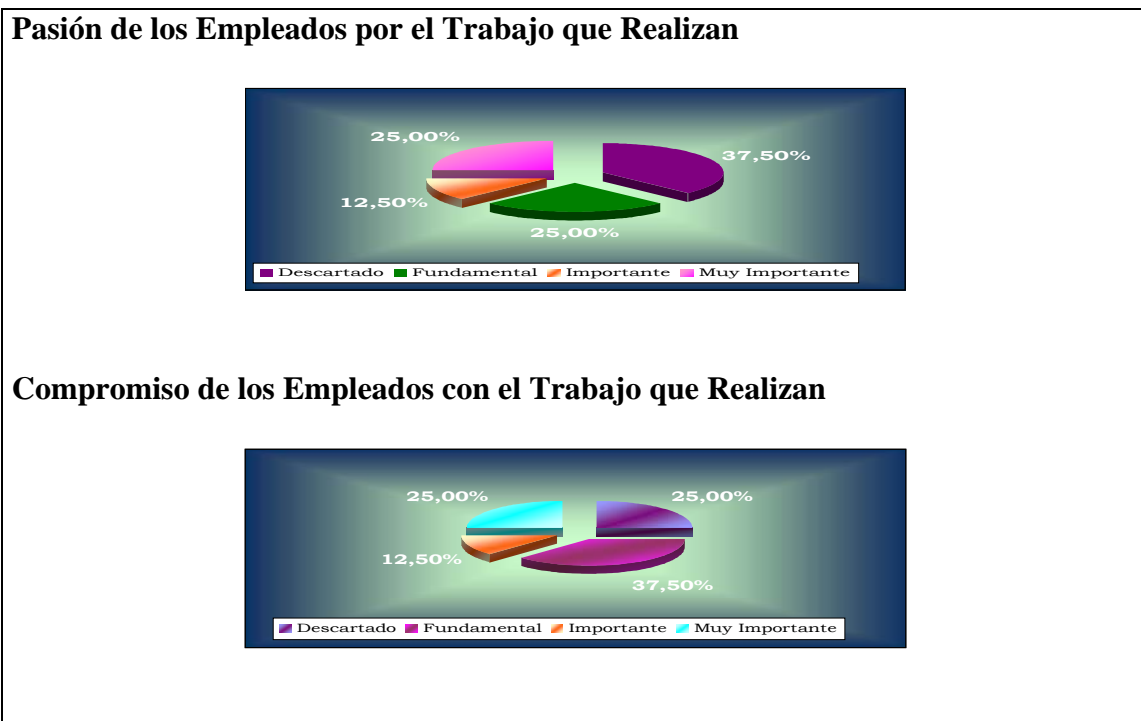 Pasión de los Empleados por el Trabajo que Realizan
25,00%
37,50%
12,50%
25,00%
Descartado Fundamental Importante Muy Importante
Compromiso de los Empleados con el Trabajo que Realizan
25,00% 25,00%
12,50%
37,50%
Descartado Fundamental Importante Muy Importante